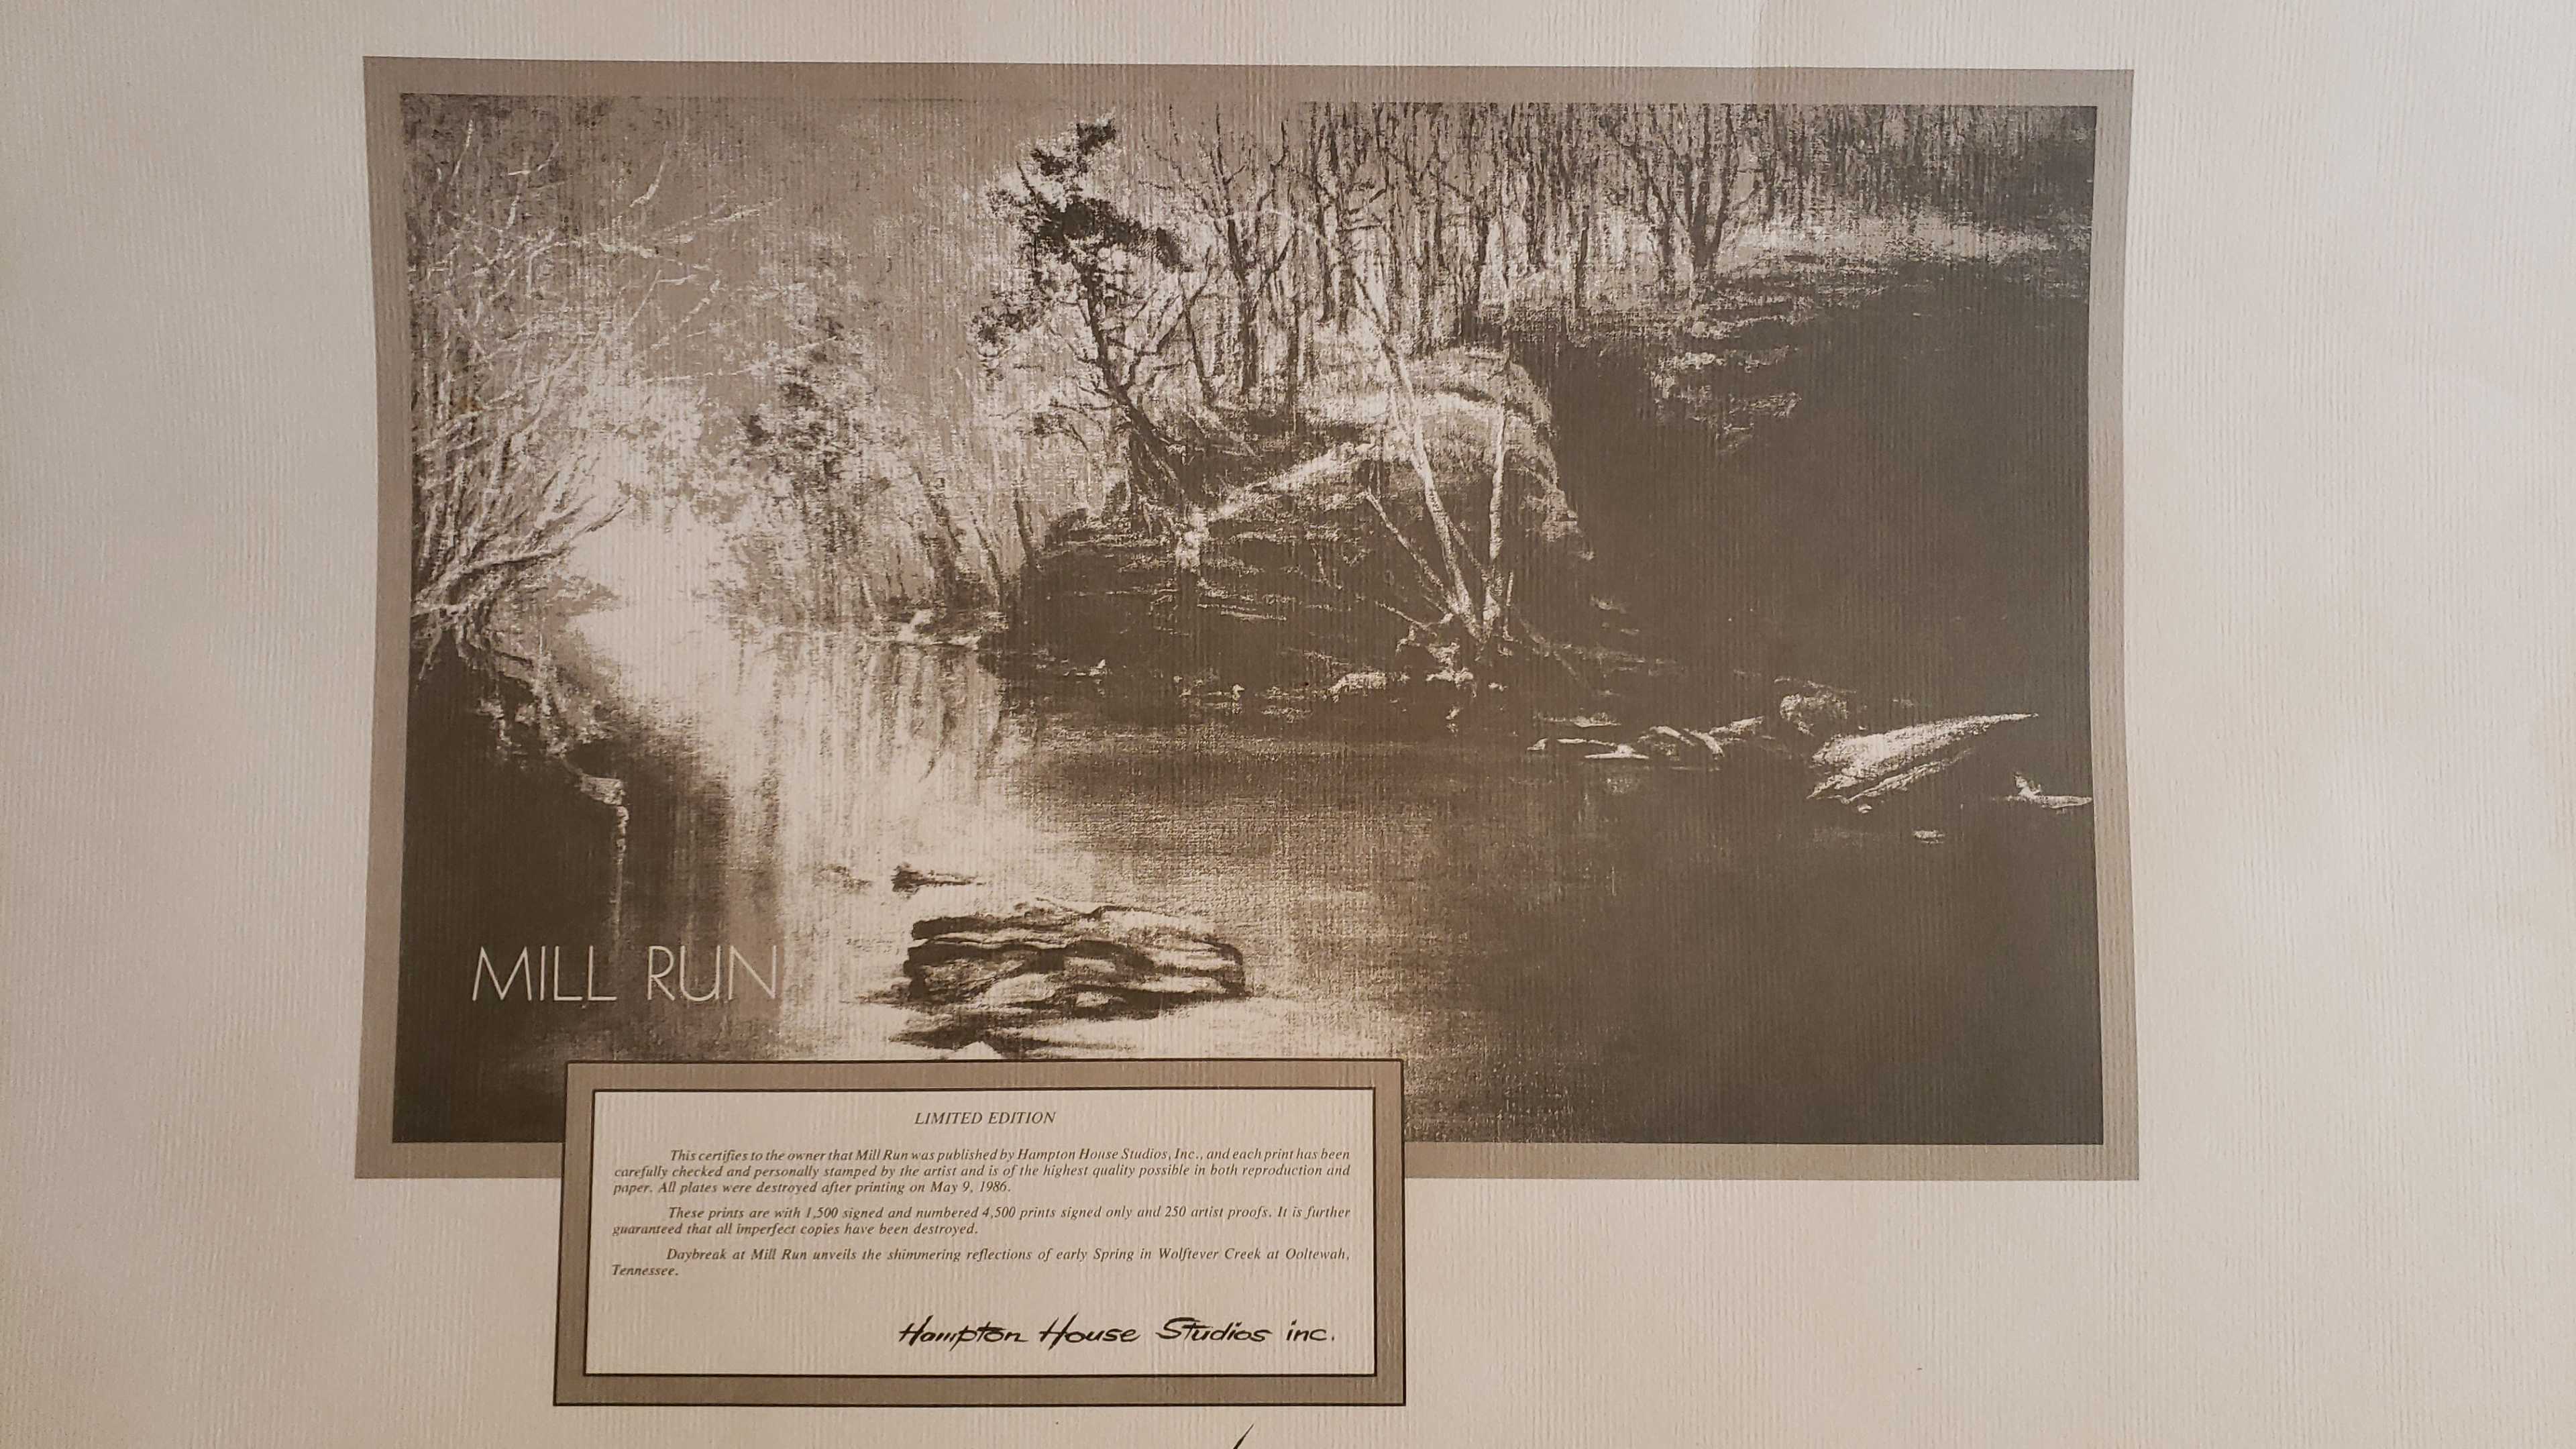 MILL RUN
LIMITED EDITION
This certifies to the owner that Mill Run was published by Hampton House Studios, Inc., and each print has been
carefully checked and personally stamped by the artist and is of the highest quality possible in both reproduction and
paper. All plates were destroyed after printing on May 9, 1986.
These prints are with 1,500 signed and numbered 4,500 prints signed only and 250 artist proofs. It is further
guaranteed that all imperfect copies have been destroyed.
Daybreak at Mill Run unveils the shimmering reflections of early Spring in Wolftever Creek at Ooltewah,
Tennessee.
Hampton House Studios inc.